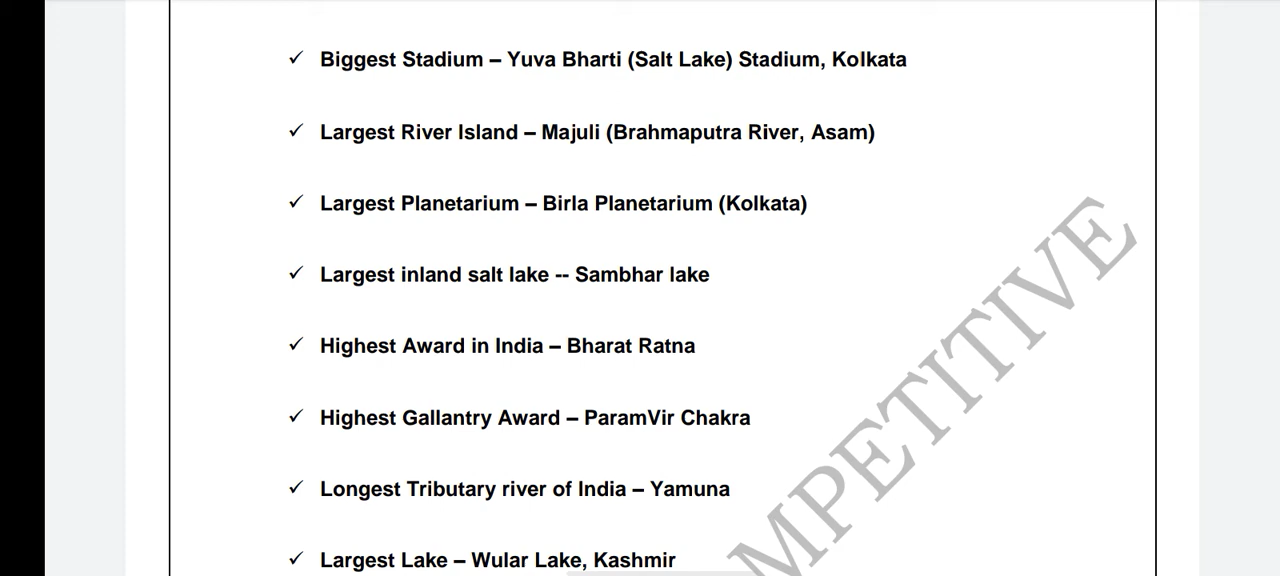 ✓ Biggest Stadium – Yuva Bharti (Salt Lake) Stadium, Kolkata
✓ Largest River Island – Majuli (Brahmaputra River, Asam)
✓ Largest Planetarium – Birla Planetarium (Kolkata)
✓ Largest inland salt lake -- Sambhar lake
✓ Highest Award in India – Bharat Ratna
✓ Highest Gallantry Award – ParamVir Chakra
✓ Longest Tributary river of India – Yamuna
✓ Largest Lake – Wular Lake, Kashmir
MPETITIVE